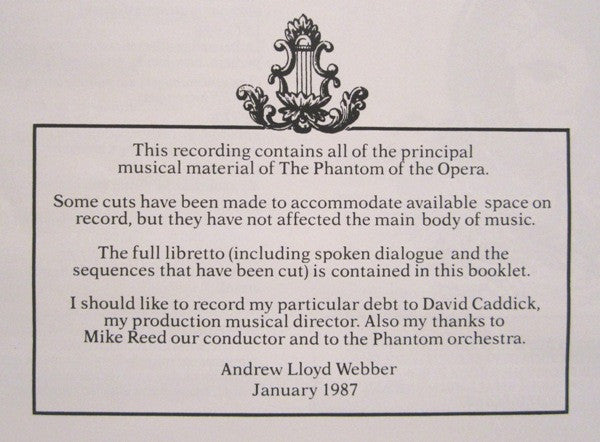 This recording contains all of the principal
musical material of The Phantom of the Opera.
Some cuts have been made to accommodate available space on
record, but they have not affected the main body of music.
The full libretto (including spoken dialogue and the
sequences that have been cut) is contained in this booklet.
I should like to record my particular debt to David Caddick,
my production musical director. Also my thanks to
Mike Reed our conductor and to the Phantom orchestra.
Andrew Lloyd Webber
January 1987